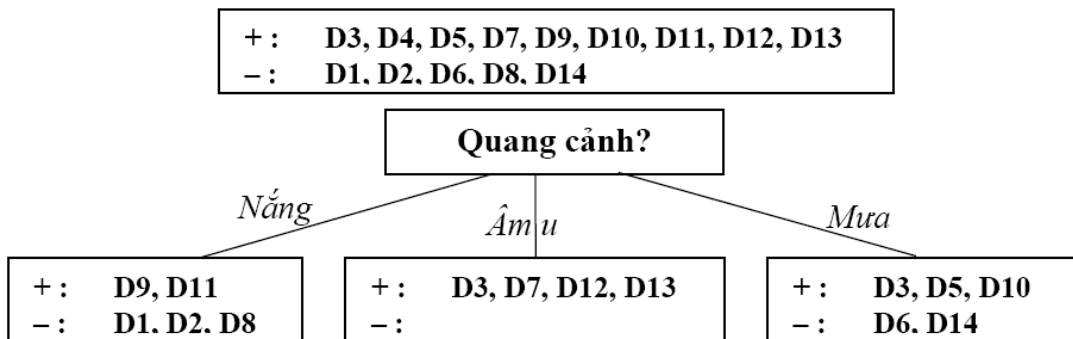 + : D3, D4, D5, D7, D9, D10, D11, D12, D13
– : D1, D2, D6, D8, D14
Quang cảnh?
Nắng
Âm u
Mưa
+ : D9, D11
– : D1, D2, D8
+ : D3, D7, D12, D13
– :
+ : D3, D5, D10
– : D6, D14